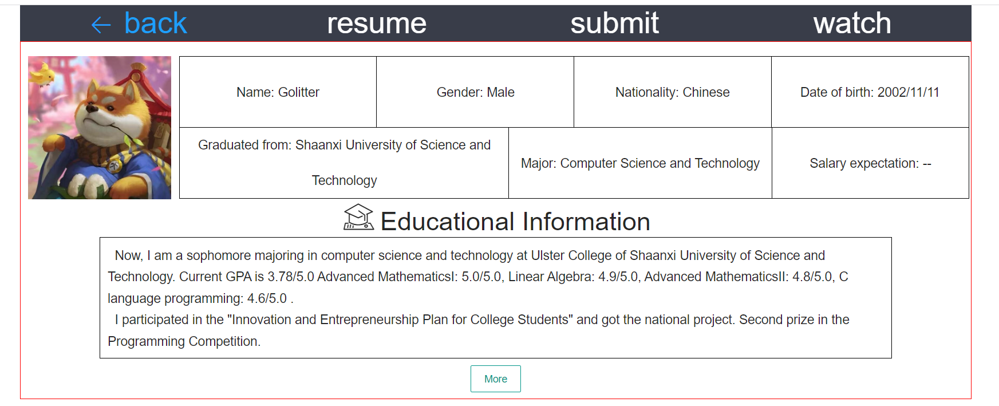 ← back resume submit watch
Name: Golitter Gender: Male Nationality: Chinese Date of birth: 2002/11/11
Graduated from: Shaanxi University of Science and
Technology
Major: Computer Science and Technology
Salary expectation: --
Educational Information
Now, I am a sophomore majoring in computer science and technology at Ulster College of Shaanxi University of Science and
Technology. Current GPA is 3.78/5.0 Advanced MathematicsI: 5.0/5.0, Linear Algebra: 4.9/5.0, Advanced MathematicsII: 4.8/5.0, C
language programming: 4.6/5.0 .
I participated in the "Innovation and Entrepreneurship Plan for College Students" and got the national project. Second prize in the
Programming Competition.
More